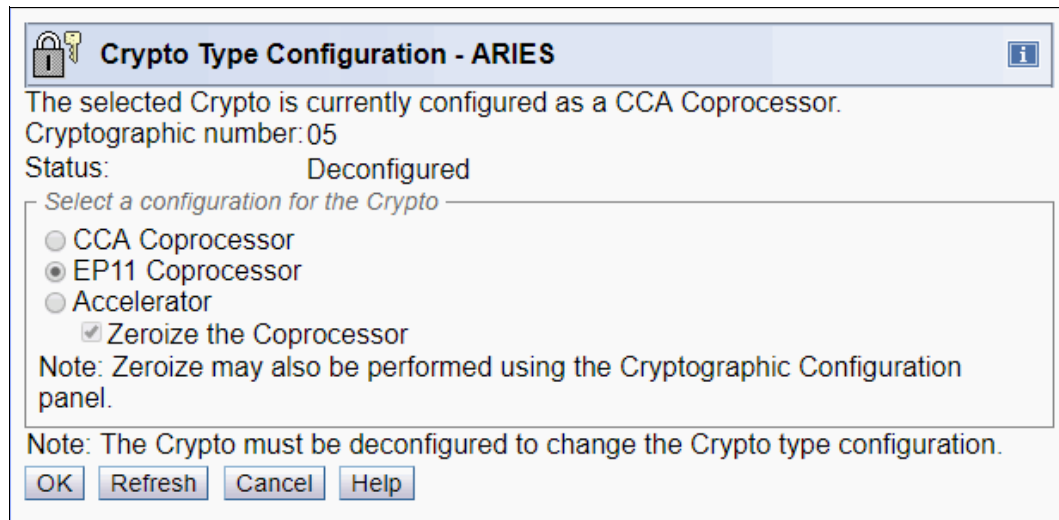 Crypto Type Configuration - ARIES
The selected Crypto is currently configured as a CCA Coprocessor.
Cryptographic number: 05
Status: Deconfigured
Select a configuration for the Crypto
CCA Coprocessor
EP11 Coprocessor
Accelerator
Zeroize the Coprocessor
Note: Zeroize may also be performed using the Cryptographic Configuration
panel.
Note: The Crypto must be deconfigured to change the Crypto type configuration.
OK Refresh Cancel Help